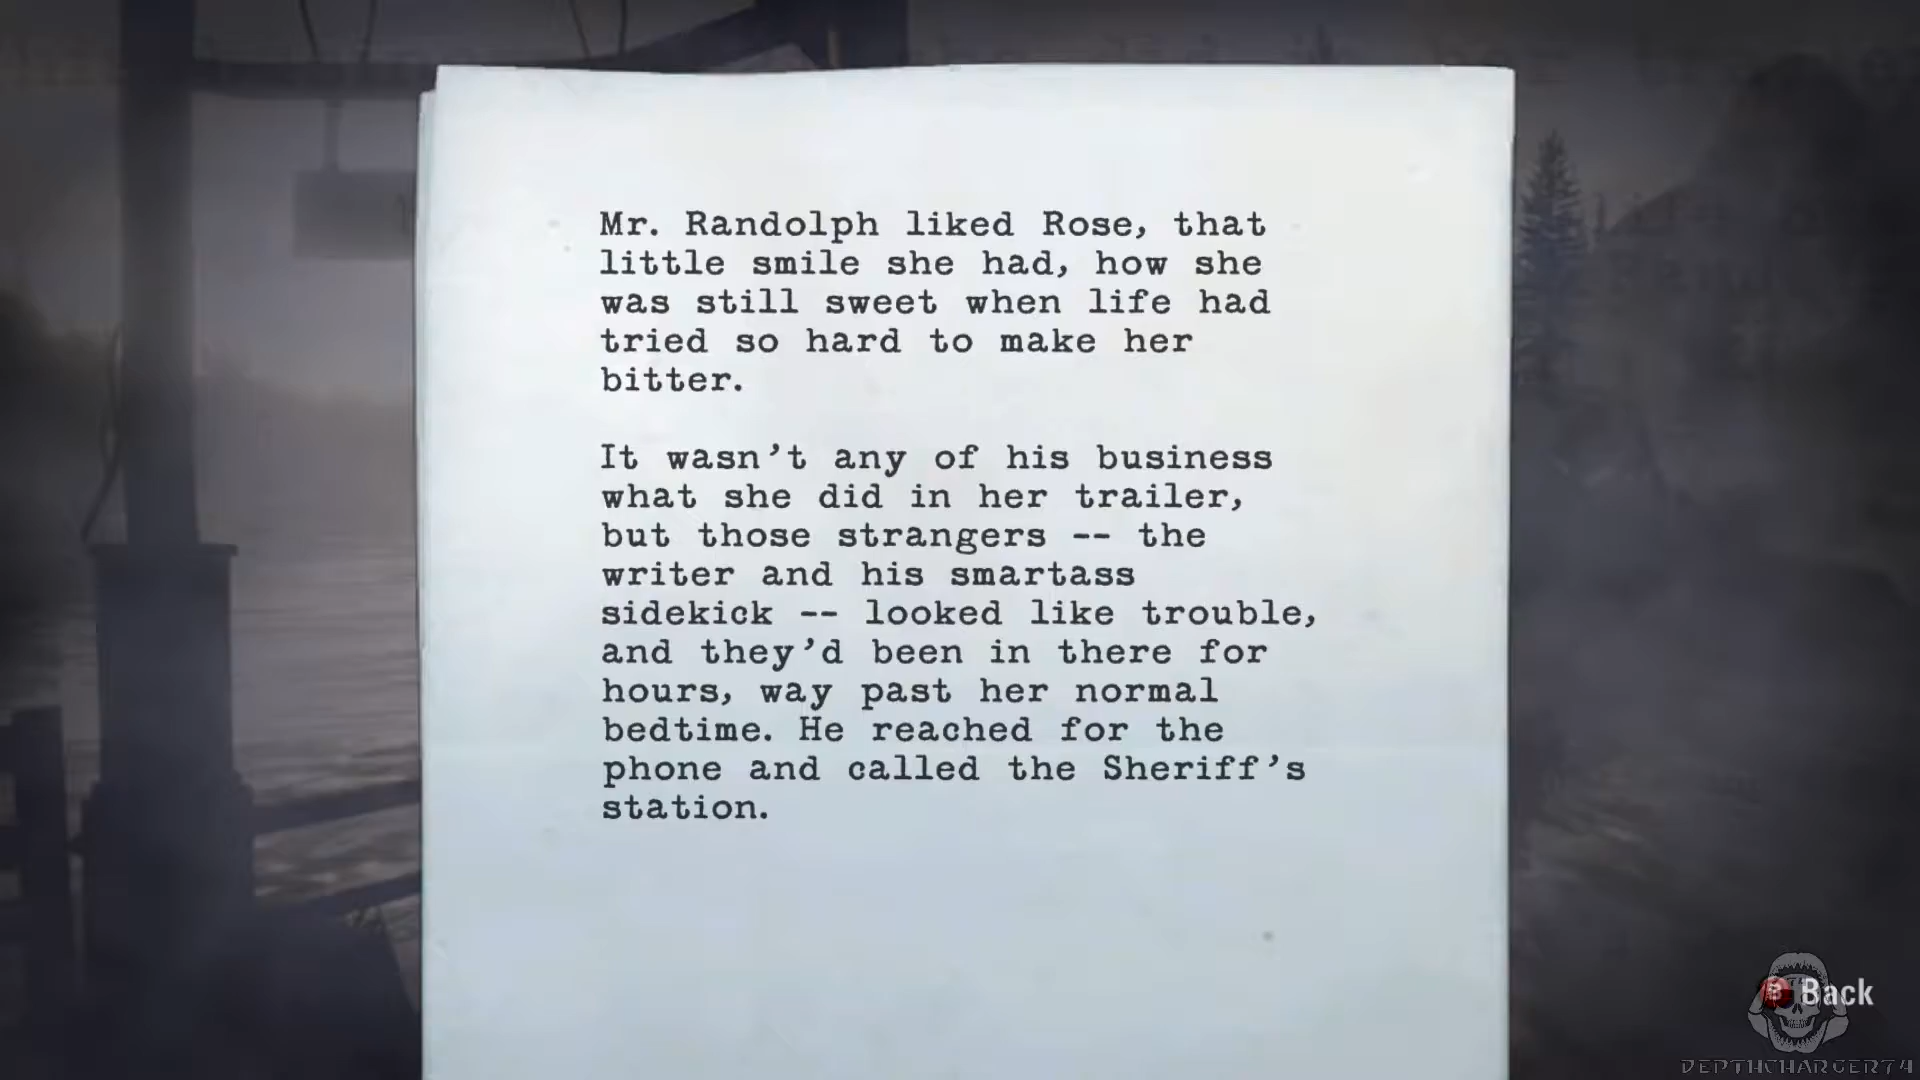 Mr. Randolph liked Rose, that
little smile she had, how she
was still sweet when life had
tried so hard to make her
bitter.
It wasn't any of his business
what she did in her trailer,
but those strangers -- the
writer and his smartass
sidekick -- looked like trouble,
and they'd been in there for
hours, way past her normal
bedtime. He reached for the
phone and called the Sheriff's
station.
B Back
DEPTHCHARGER74